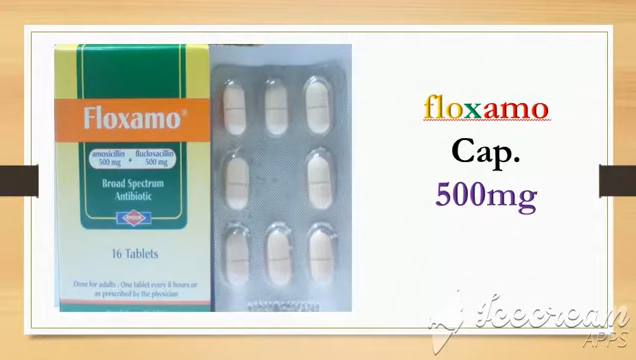 Floxamo®
amoxicillin 500 mg + flucloxacillin 500 mg
Broad Spectrum
Antibiotic
16 Tablets
Dose for adults : One tablet every 8 hours or
as prescribed by the physician
floxamo
Cap.
500mg
Icecream
APPS